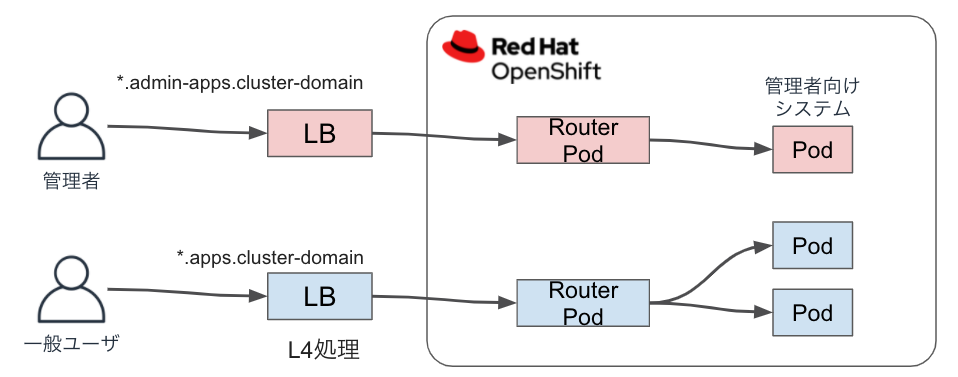 Red Hat
OpenShift
*.admin-apps.cluster-domain
管理者向け
システム
LB
Router
Pod
Pod
管理者
*.apps.cluster-domain
Pod
LB
Router
Pod
Pod
一般ユーザ
L4処理